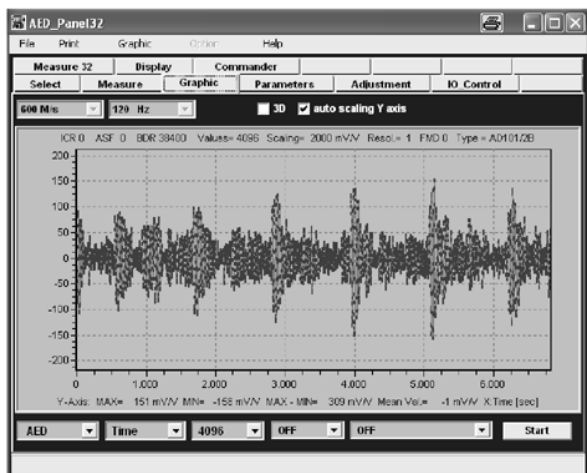 AED_Panel32
File Print Graphic Option Help
Measure 32 Display Commander
Select Measure Graphic Parameters Adjustment IO_Control
600 M/s 120 Hz 3D auto scaling Y axis
ICR 0 ASF 0 BDR 38400 Values= 4096 Scaling= 2000 mV/V Resol.= 1 FMD 0 Type = AD101/2B
200
150
100
50
0
-50
-100
-150
-200
0 1.000 2.000 3.000 4.000 5.000 6.000
Y-Axis: MAX= 151 mV/V MIN= -158 mV/V MAX - MIN= 309 mV/V Mean Val.= -1 mV/V X:Time [sec]
AED Time 4096 OFF OFF Start